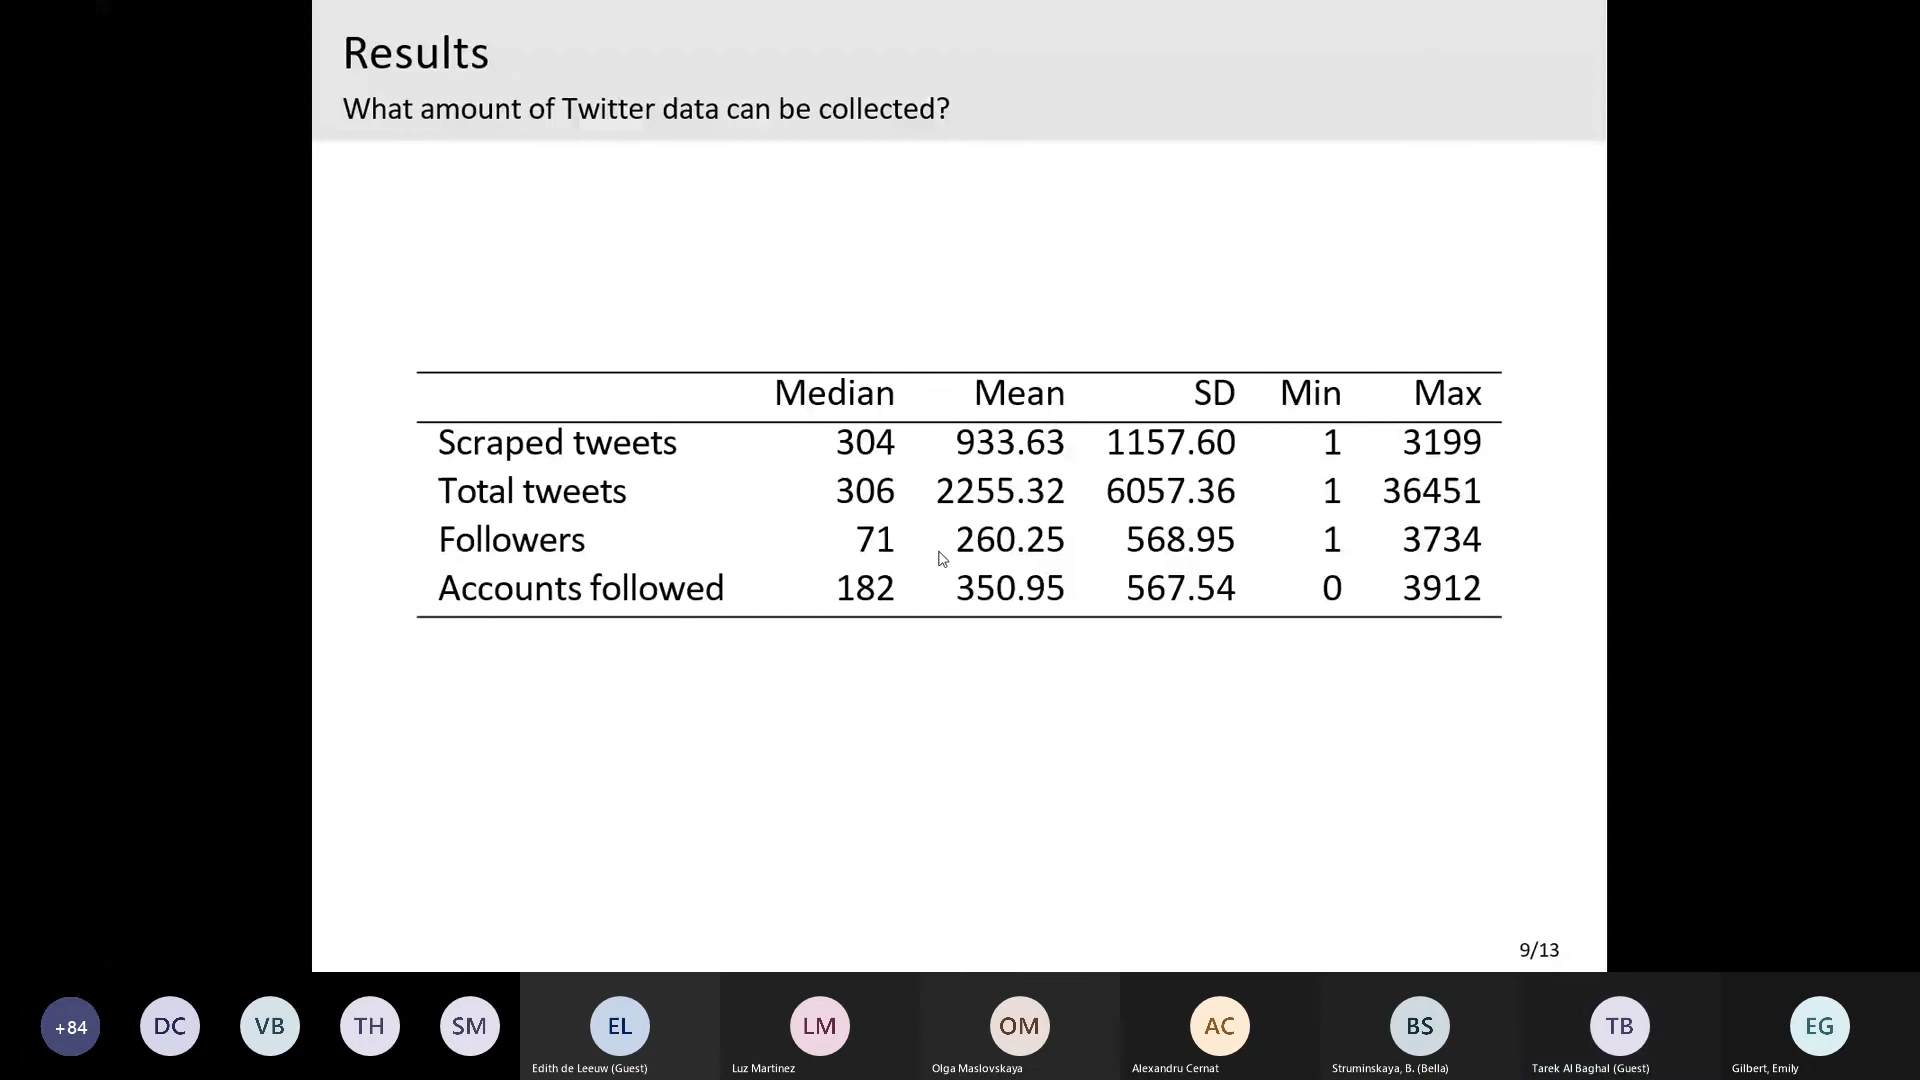 Results
What amount of Twitter data can be collected?
Median Mean SD Min Max
Scraped tweets 304 933.63 1157.60 1 3199
Total tweets 306 2255.32 6057.36 1 36451
Followers 71 260.25 568.95 1 3734
Accounts followed 182 350.95 567.54 0 3912
9/13
+84 DC VB TH SM EL LM OM AC BS TB EG
Edith de Leeuw (Guest) Luz Martinez Olga Maslovskaya Alexandru Cernat Struminskaya, B. (Bella) Tarek Al Baghal (Guest) Gilbert, Emily